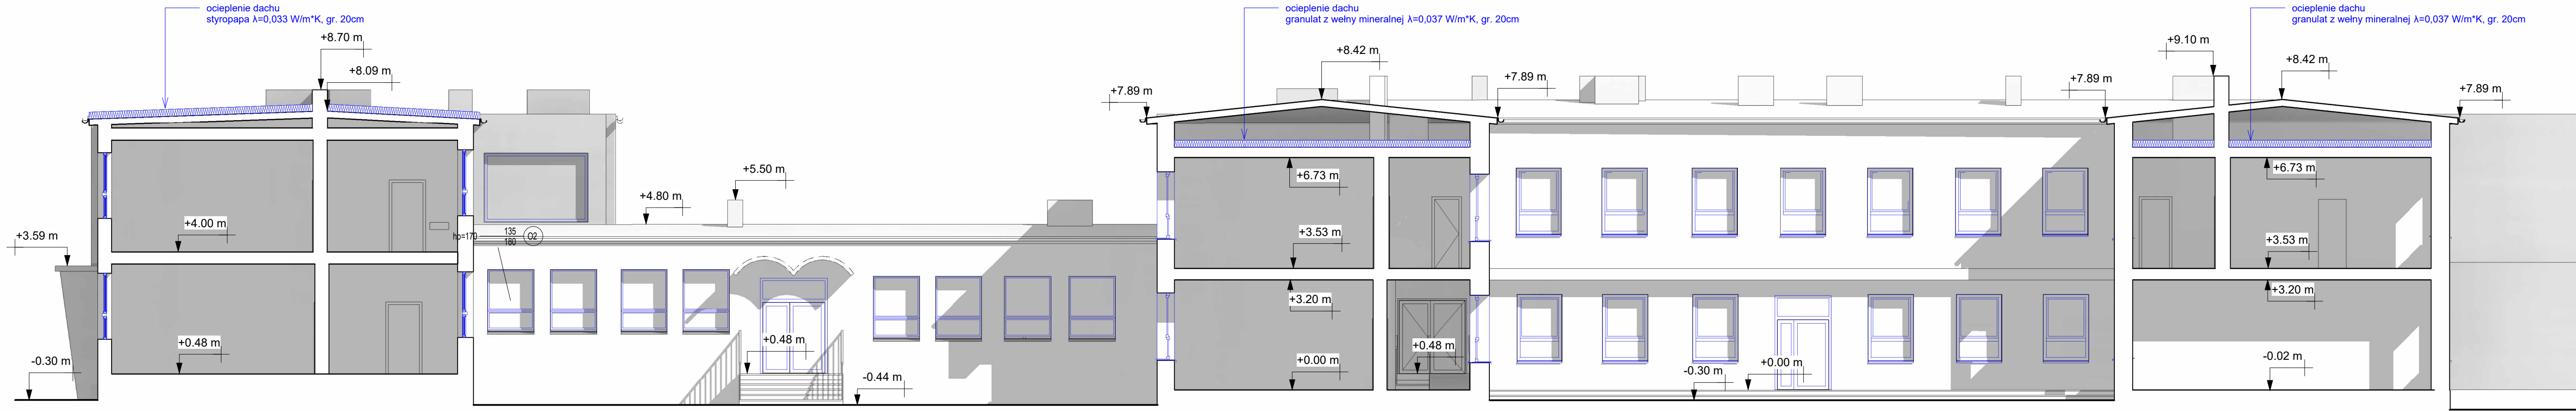 ocieplenie dachu
styropapa λ=0,033 W/m*K, gr. 20cm
ocieplenie dachu
granulat z wełny mineralnej λ=0,037 W/m*K, gr. 20cm
ocieplenie dachu
granulat z wełny mineralnej λ=0,037 W/m*K, gr. 20cm
+8.70 m
+8.09 m
+8.42 m
+9.10 m
+8.42 m
+7.89 m
+7.89 m
+7.89 m
+7.89 m
+5.50 m
+4.80 m
+6.73 m
+6.73 m
+4.00 m
+3.59 m
hp=170
135
180
O2
+3.53 m
+3.53 m
+3.20 m
+3.20 m
+0.48 m
+0.48 m
+0.48 m
-0.30 m
-0.44 m
+0.00 m
-0.30 m
+0.00 m
-0.02 m